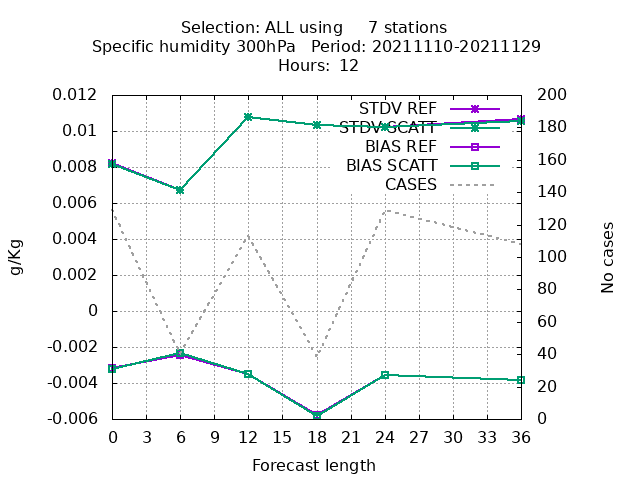 Selection: ALL using 7 stations
Specific humidity 300hPa Period: 20211110-20211129
Hours: 12
0.012
0.01
0.008
0.006
0.004
0.002
0
-0.002
-0.004
-0.006
g/Kg
STDV REF
STDV SCATT
BIAS REF
BIAS SCATT
CASES
200
180
160
140
120
100
80
60
40
20
0
No cases
0 3 6 9 12 15 18 21 24 27 30 33 36
Forecast length